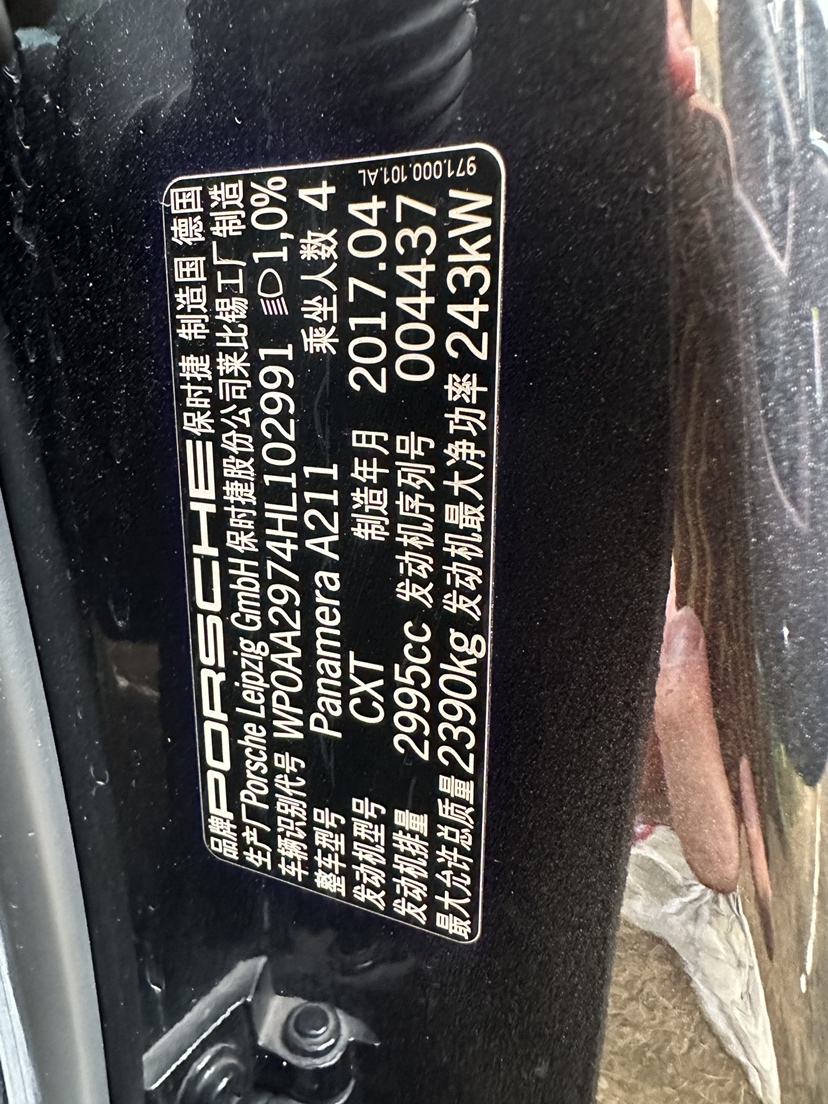 品牌 PORSCHE 保时捷 制造国 德国
生产厂 Porsche Leipzig GmbH 保时捷股份公司莱比锡工厂制造
车辆识别代号 WP0AA2974HL102991 1,0%
整车型号 Panamera A211 乘坐人数 4
发动机型号 CXT 制造年月 2017.04
发动机排量 2995cc 发动机序列号 004437
最大允许总质量 2390kg 发动机最大净功率 243kW
971.000.101.AL